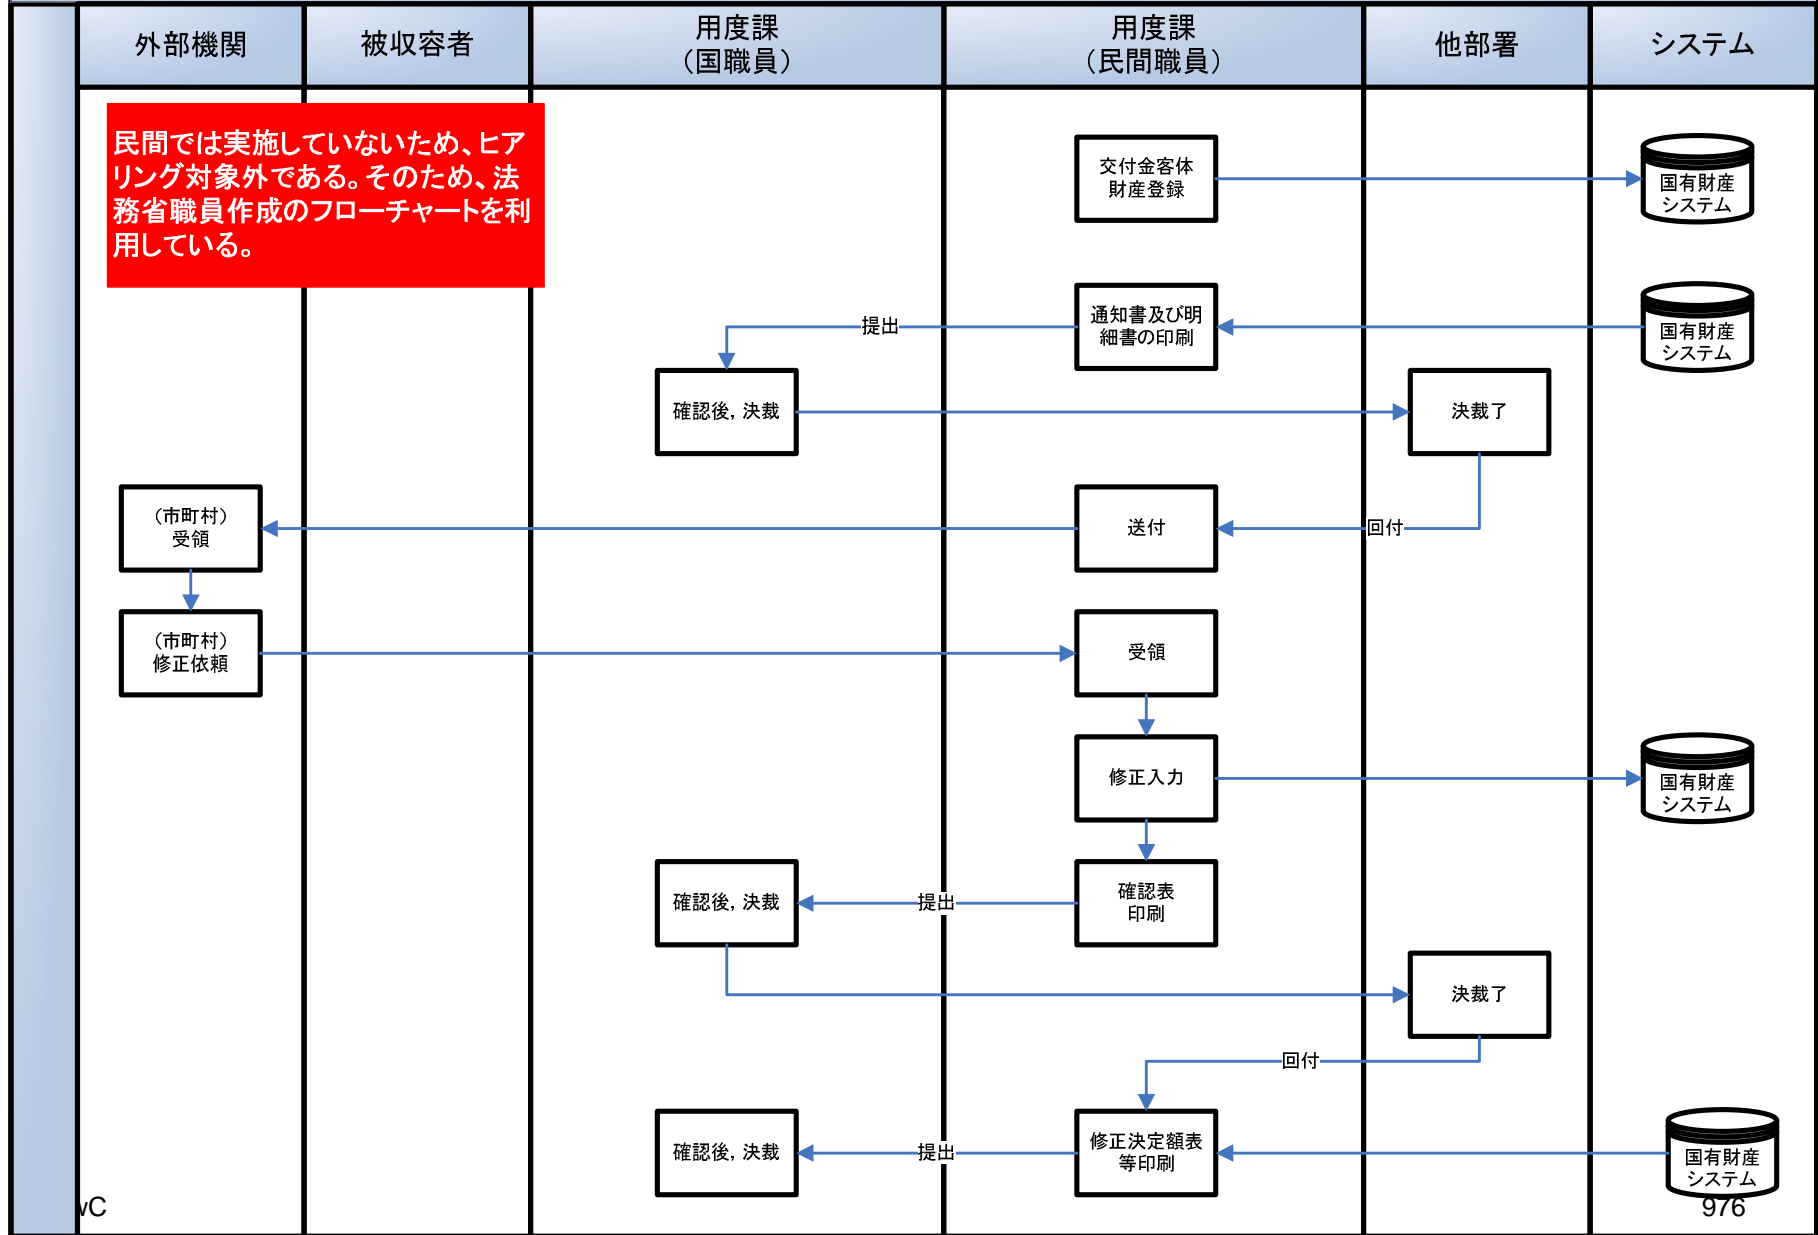 外部機関
被収容者
用度課
（国職員）
用度課
（民間職員）
他部署
システム
民間では実施していないため、ヒア
リング対象外である。そのため、法
務省職員作成のフローチャートを利
用している。
交付金客体
財産登録
国有財産
システム
通知書及び明
細書の印刷
国有財産
システム
提出
確認後，決裁
決裁了
（市町村）
受領
送付
回付
（市町村）
修正依頼
受領
修正入力
国有財産
システム
確認後，決裁
提出
確認表
印刷
決裁了
回付
確認後，決裁
提出
修正決定額表
等印刷
国有財産
システム
976